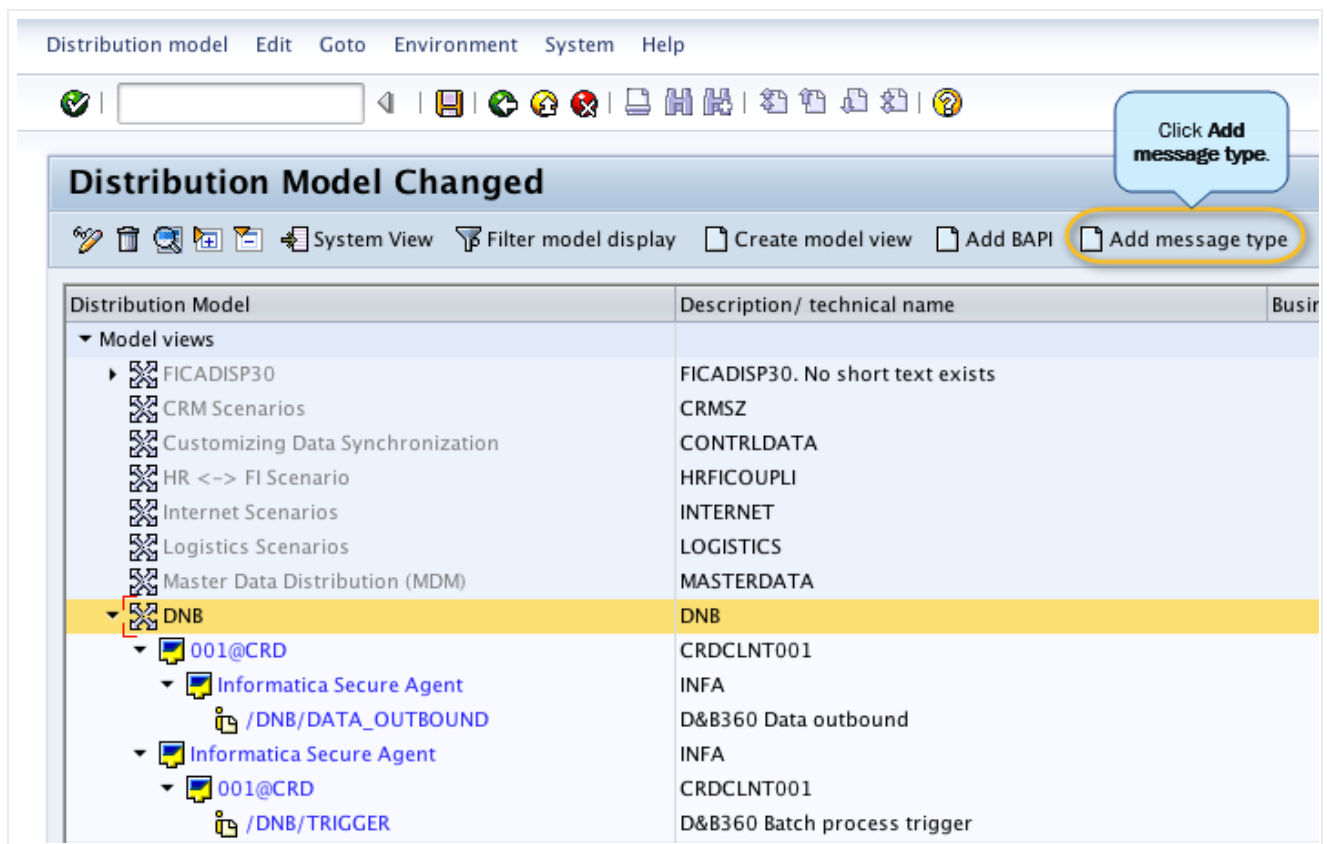 Distribution model Edit Goto Environment System Help
Click Add
message type.
Distribution Model Changed
System View Filter model display Create model view Add BAPI Add message type
Distribution Model Description/ technical name Busir
Model views
FICADISP30 FICADISP30. No short text exists
CRM Scenarios CRMSZ
Customizing Data Synchronization CONTRLDATA
HR <-> FI Scenario HRFICOUPLI
Internet Scenarios INTERNET
Logistics Scenarios LOGISTICS
Master Data Distribution (MDM) MASTERDATA
DNB DNB
001@CRD CRDCLNT001
Informatica Secure Agent INFA
/DNB/DATA_OUTBOUND D&B360 Data outbound
Informatica Secure Agent INFA
001@CRD CRDCLNT001
/DNB/TRIGGER D&B360 Batch process trigger